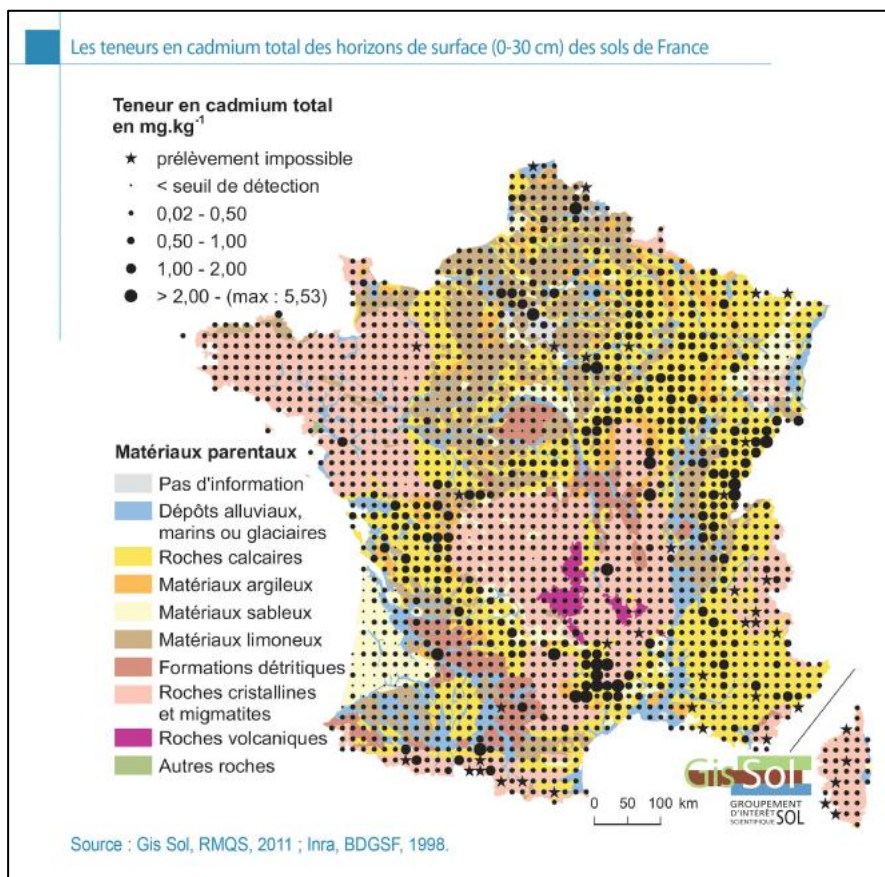 Les teneurs en cadmium total des horizons de surface (0-30 cm) des sols de France
Teneur en cadmium total
en mg.kg⁻¹
prélèvement impossible
< seuil de détection
0,02 - 0,50
0,50 - 1,00
1,00 - 2,00
> 2,00 - (max : 5,53)
Matériaux parentaux
Pas d'information
Dépôts alluviaux,
marins ou glaciaires
Roches calcaires
Matériaux argileux
Matériaux sableux
Matériaux limoneux
Formations détritiques
Roches cristallines
et migmatites
Roches volcaniques
Autres roches
0 50 100 km
GisSol
GROUPEMENT
D'INTÉRÊT
SCIENTIFIQUE SOL
Source : Gis Sol, RMQS, 2011 ; Inra, BDGSF, 1998.